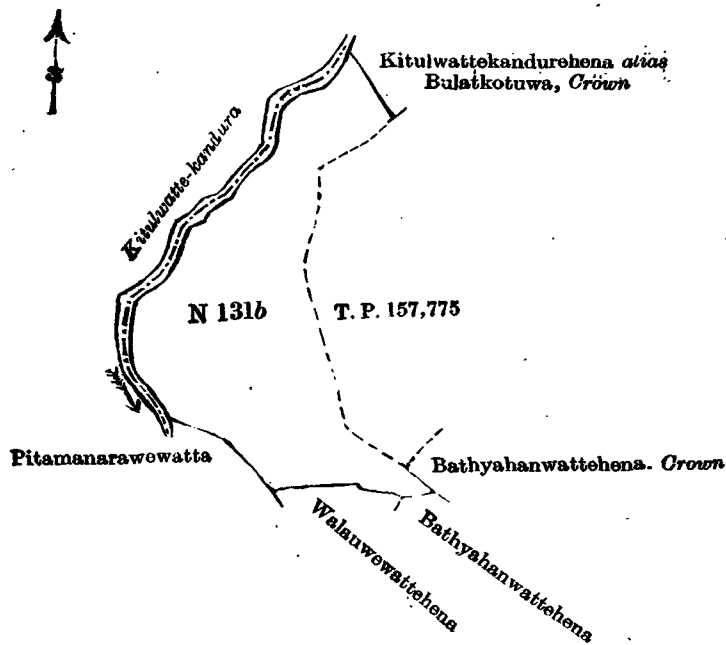 Kitulwattekandurehena alias
Bulatkotuwa, Crown
Kitulwatte-kandura
N 131b
T. P. 157,775
Pitamanarawewatta
Bathyahanwattehena. Crown
Walauwewattehena
Bathyahanwattehena